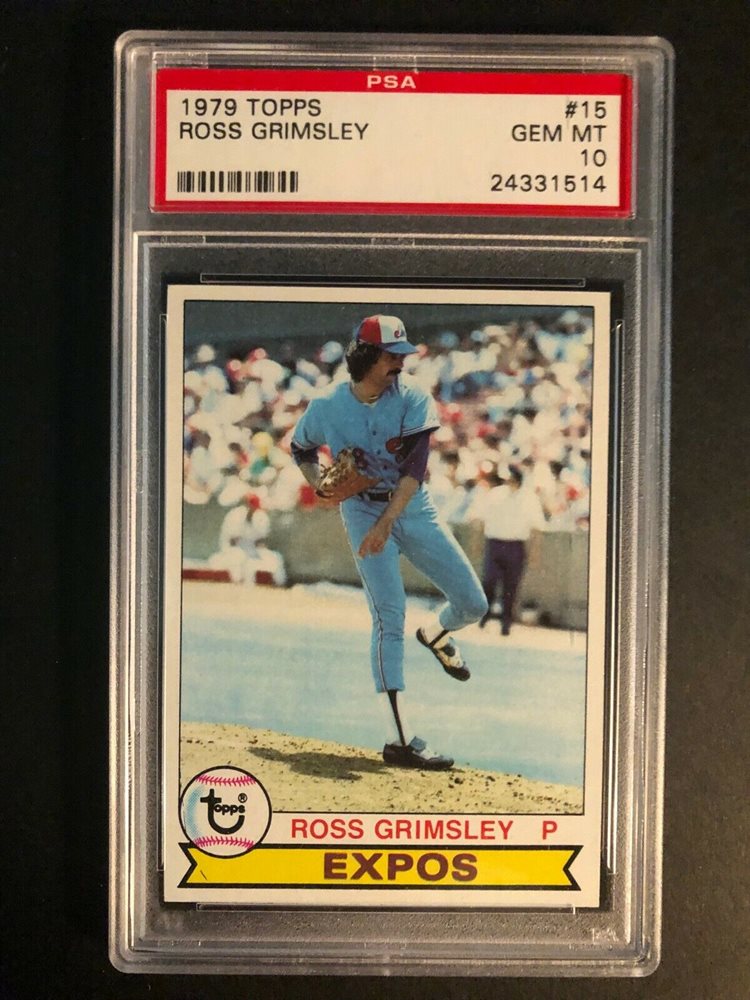 PSA
1979 TOPPS #15
ROSS GRIMSLEY GEM MT
10
24331514
topps®
ROSS GRIMSLEY P
EXPOS